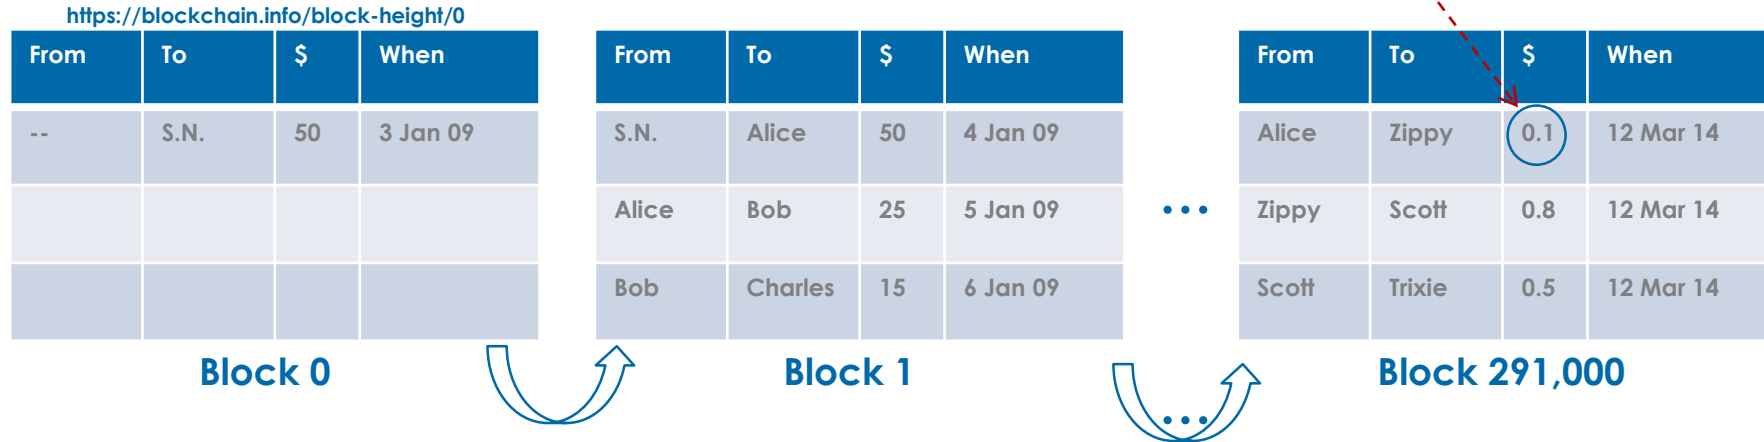 https://blockchain.info/block-height/0
From To $ When
-- S.N. 50 3 Jan 09
Block 0
From To $ When
S.N. Alice 50 4 Jan 09
Alice Bob 25 5 Jan 09
Bob Charles 15 6 Jan 09
Block 1
...
...
From To $ When
Alice Zippy 0.1 12 Mar 14
Zippy Scott 0.8 12 Mar 14
Scott Trixie 0.5 12 Mar 14
Block 291,000